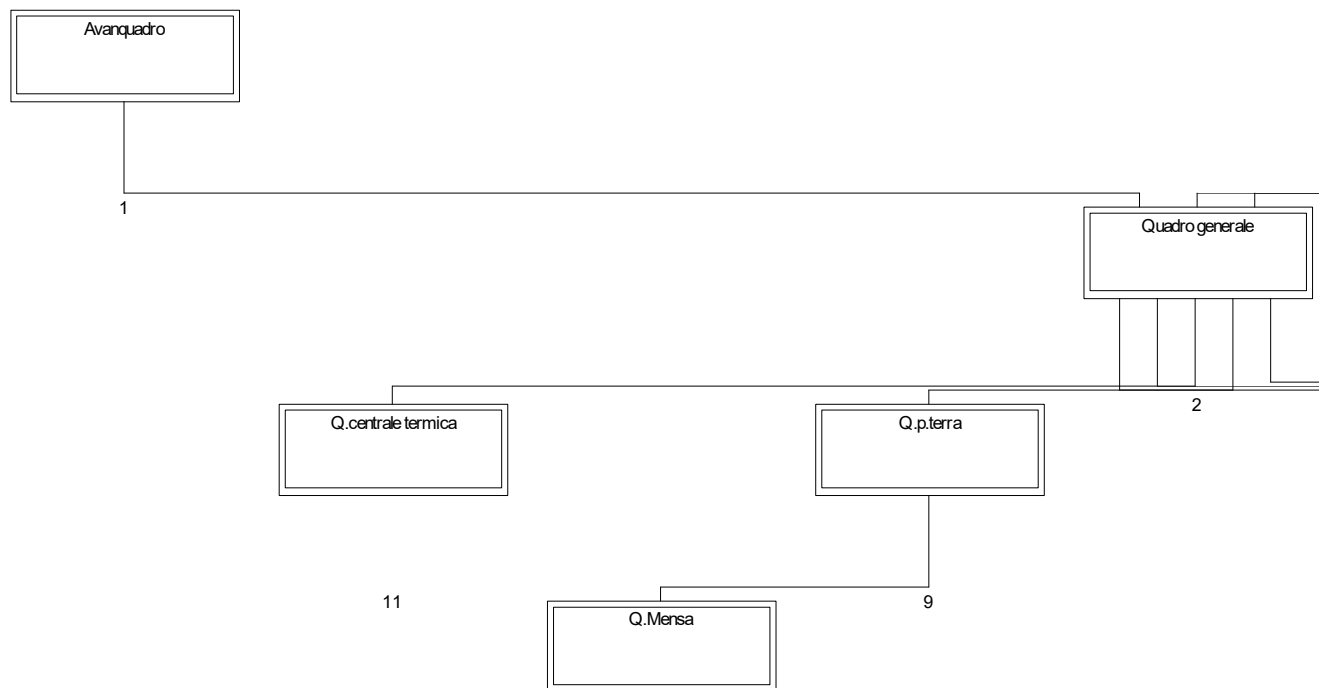 Avanquadro
1
Quadro generale
2
Q.centrale termica
Q.p.terra
11
9
Q.Mensa